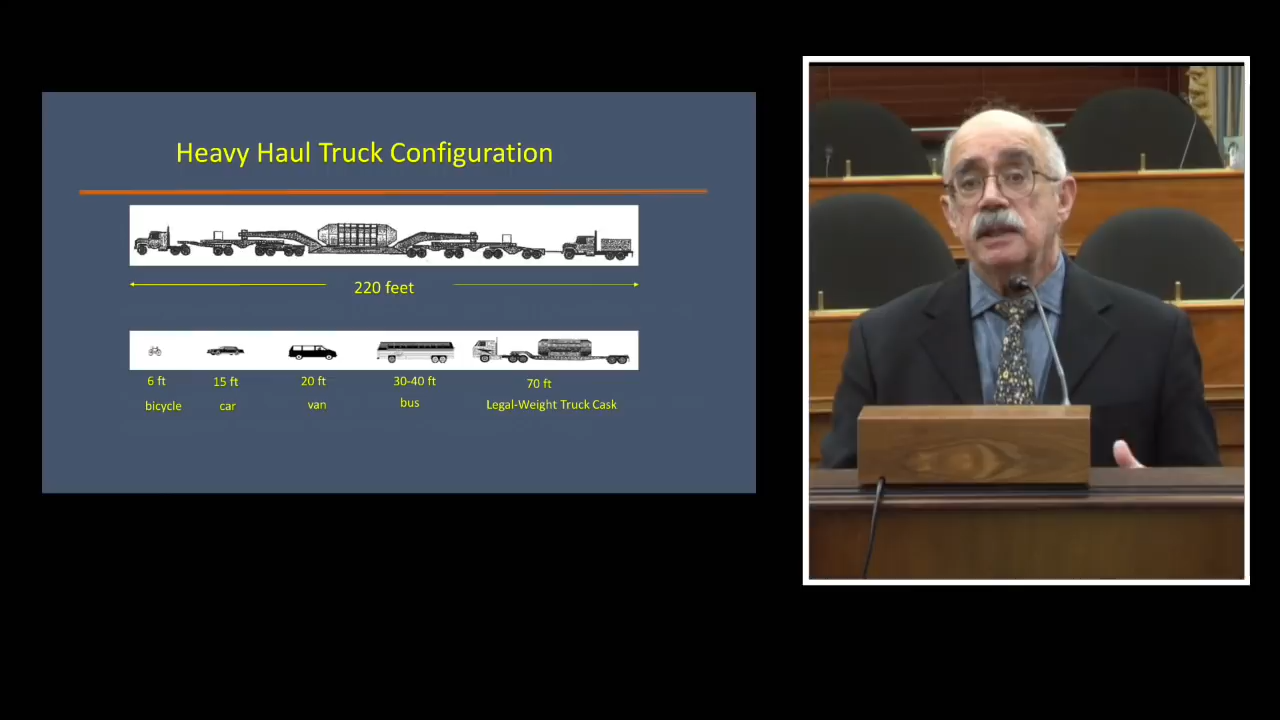 Heavy Haul Truck Configuration
220 feet
6 ft 15 ft 20 ft 30-40 ft 70 ft
bicycle car van bus Legal-Weight Truck Cask